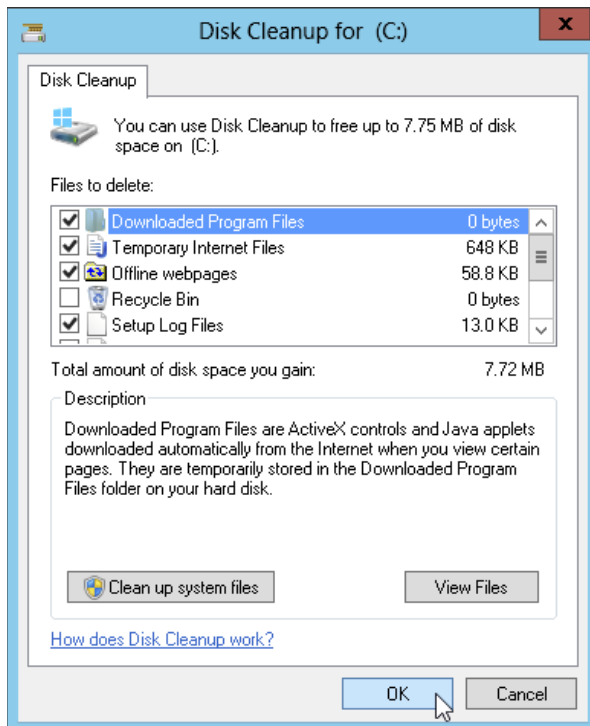 Disk Cleanup for (C:)
x
Disk Cleanup
You can use Disk Cleanup to free up to 7.75 MB of disk
space on (C:).
Files to delete:
Downloaded Program Files 0 bytes
Temporary Internet Files 648 KB
Offline webpages 58.8 KB
Recycle Bin 0 bytes
Setup Log Files 13.0 KB
Total amount of disk space you gain: 7.72 MB
Description
Downloaded Program Files are ActiveX controls and Java applets
downloaded automatically from the Internet when you view certain
pages. They are temporarily stored in the Downloaded Program
Files folder on your hard disk.
Clean up system files View Files
How does Disk Cleanup work?
OK Cancel